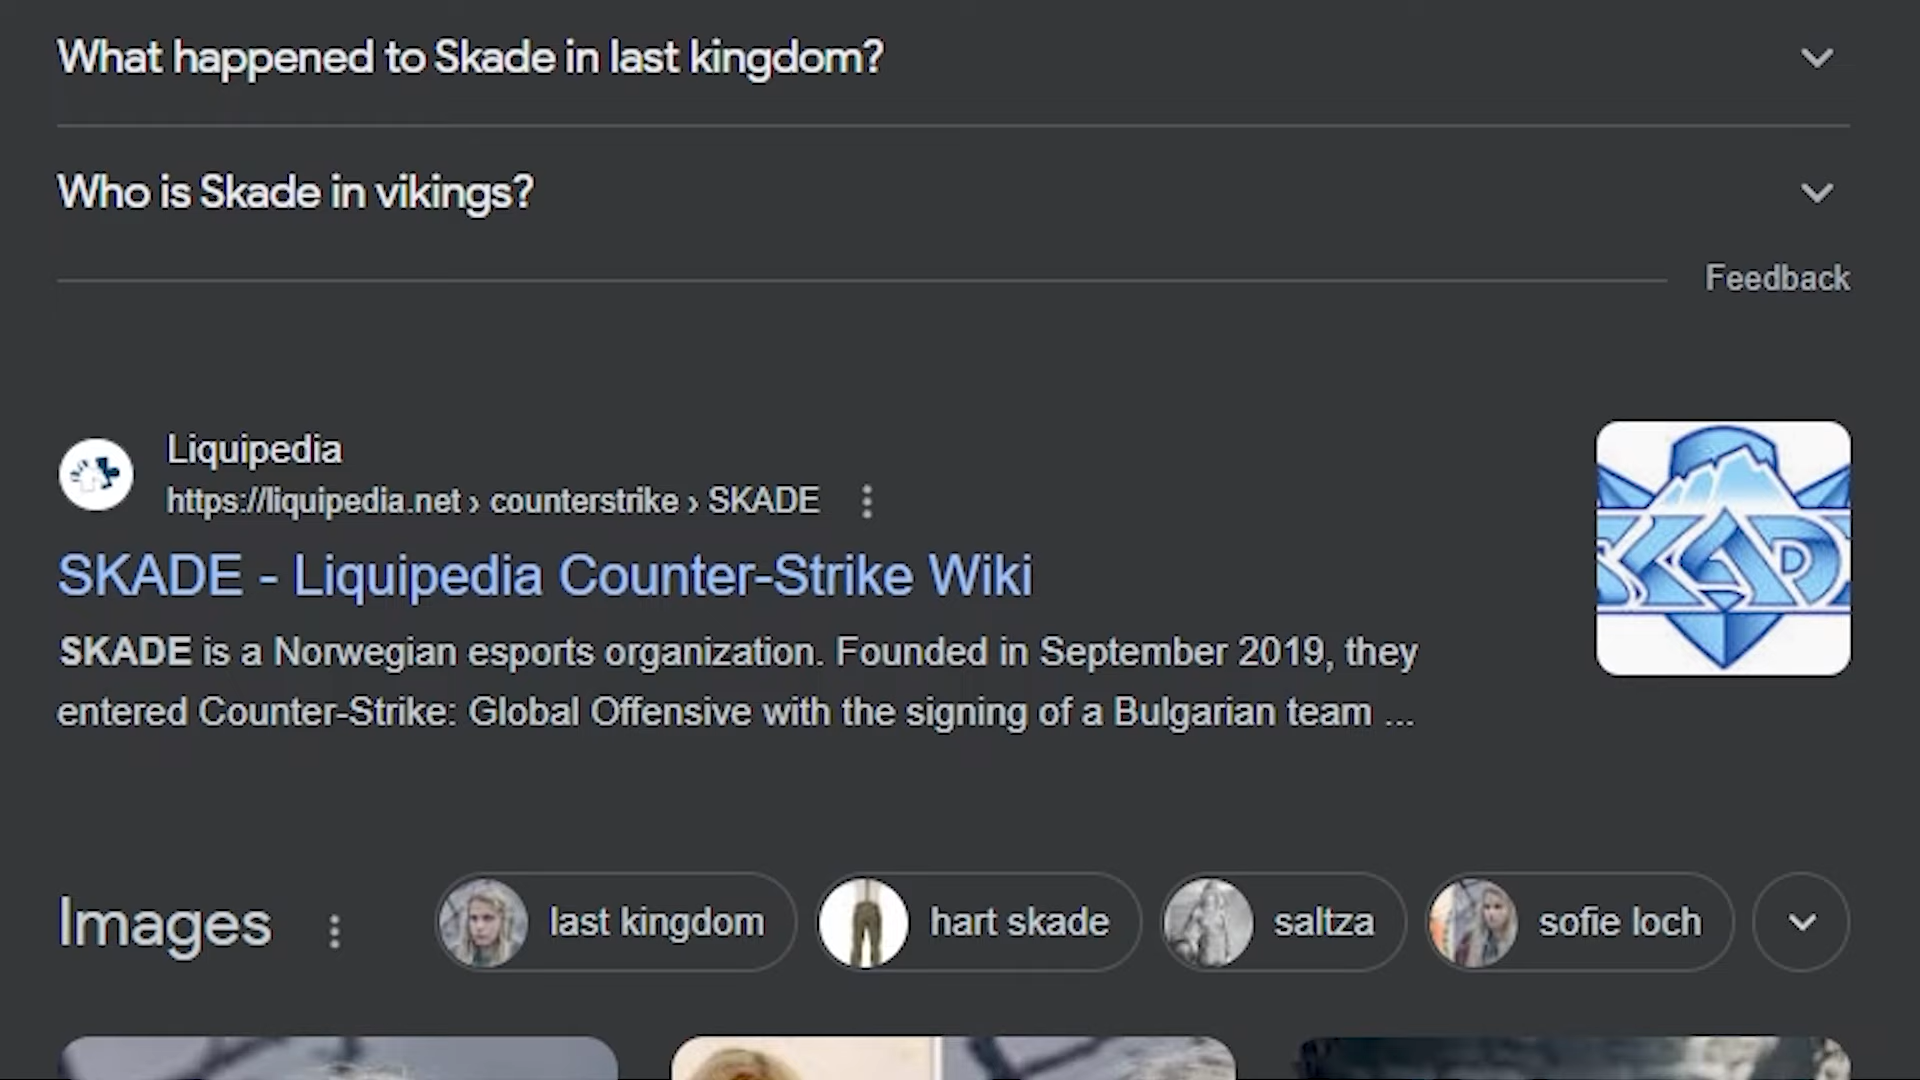 What happened to Skade in last kingdom?
Who is Skade in vikings?
Feedback
Liquipedia
https://liquipedia.net › counterstrike › SKADE
SKADE - Liquipedia Counter-Strike Wiki
SKADE is a Norwegian esports organization. Founded in September 2019, they
entered Counter-Strike: Global Offensive with the signing of a Bulgarian team ...
SKADE
Images
last kingdom
hart skade
saltza
sofie loch